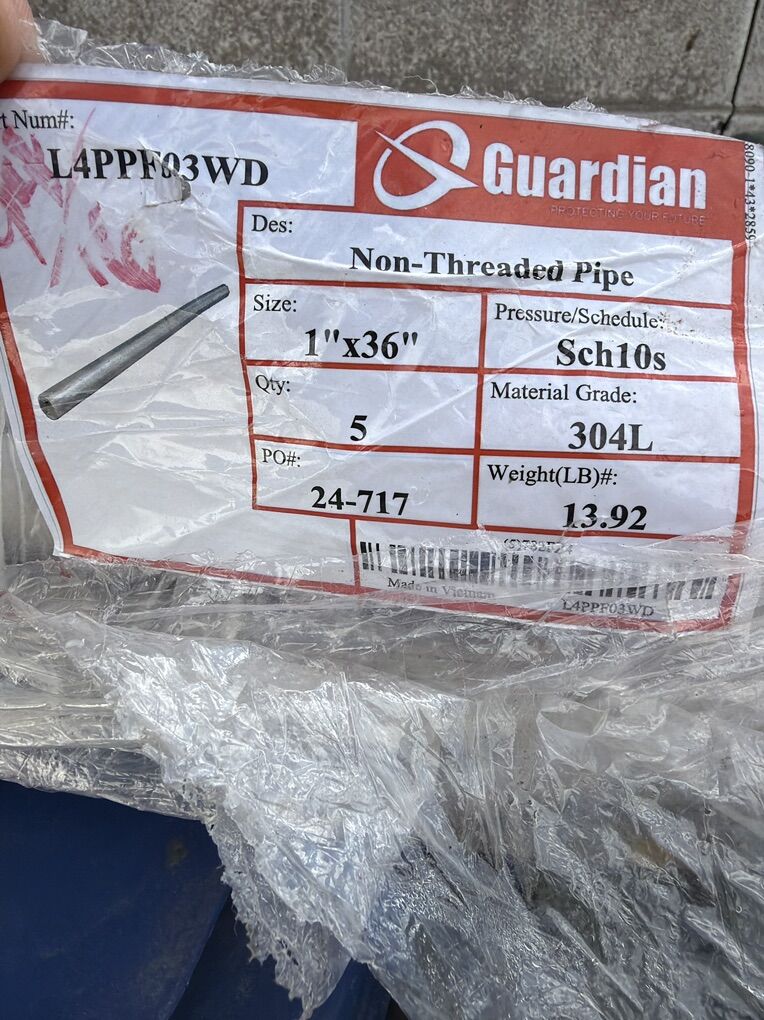 t Num#:
L4PPF03WD
Guardian
PROTECTING YOUR FUTURE
Des:
Non-Threaded Pipe
Size:
1"x36"
Pressure/Schedule:
Sch10s
Qty:
5
Material Grade:
304L
PO#:
24-717
Weight(LB)#:
13.92
Made in Vietnam
L4PPF03WD